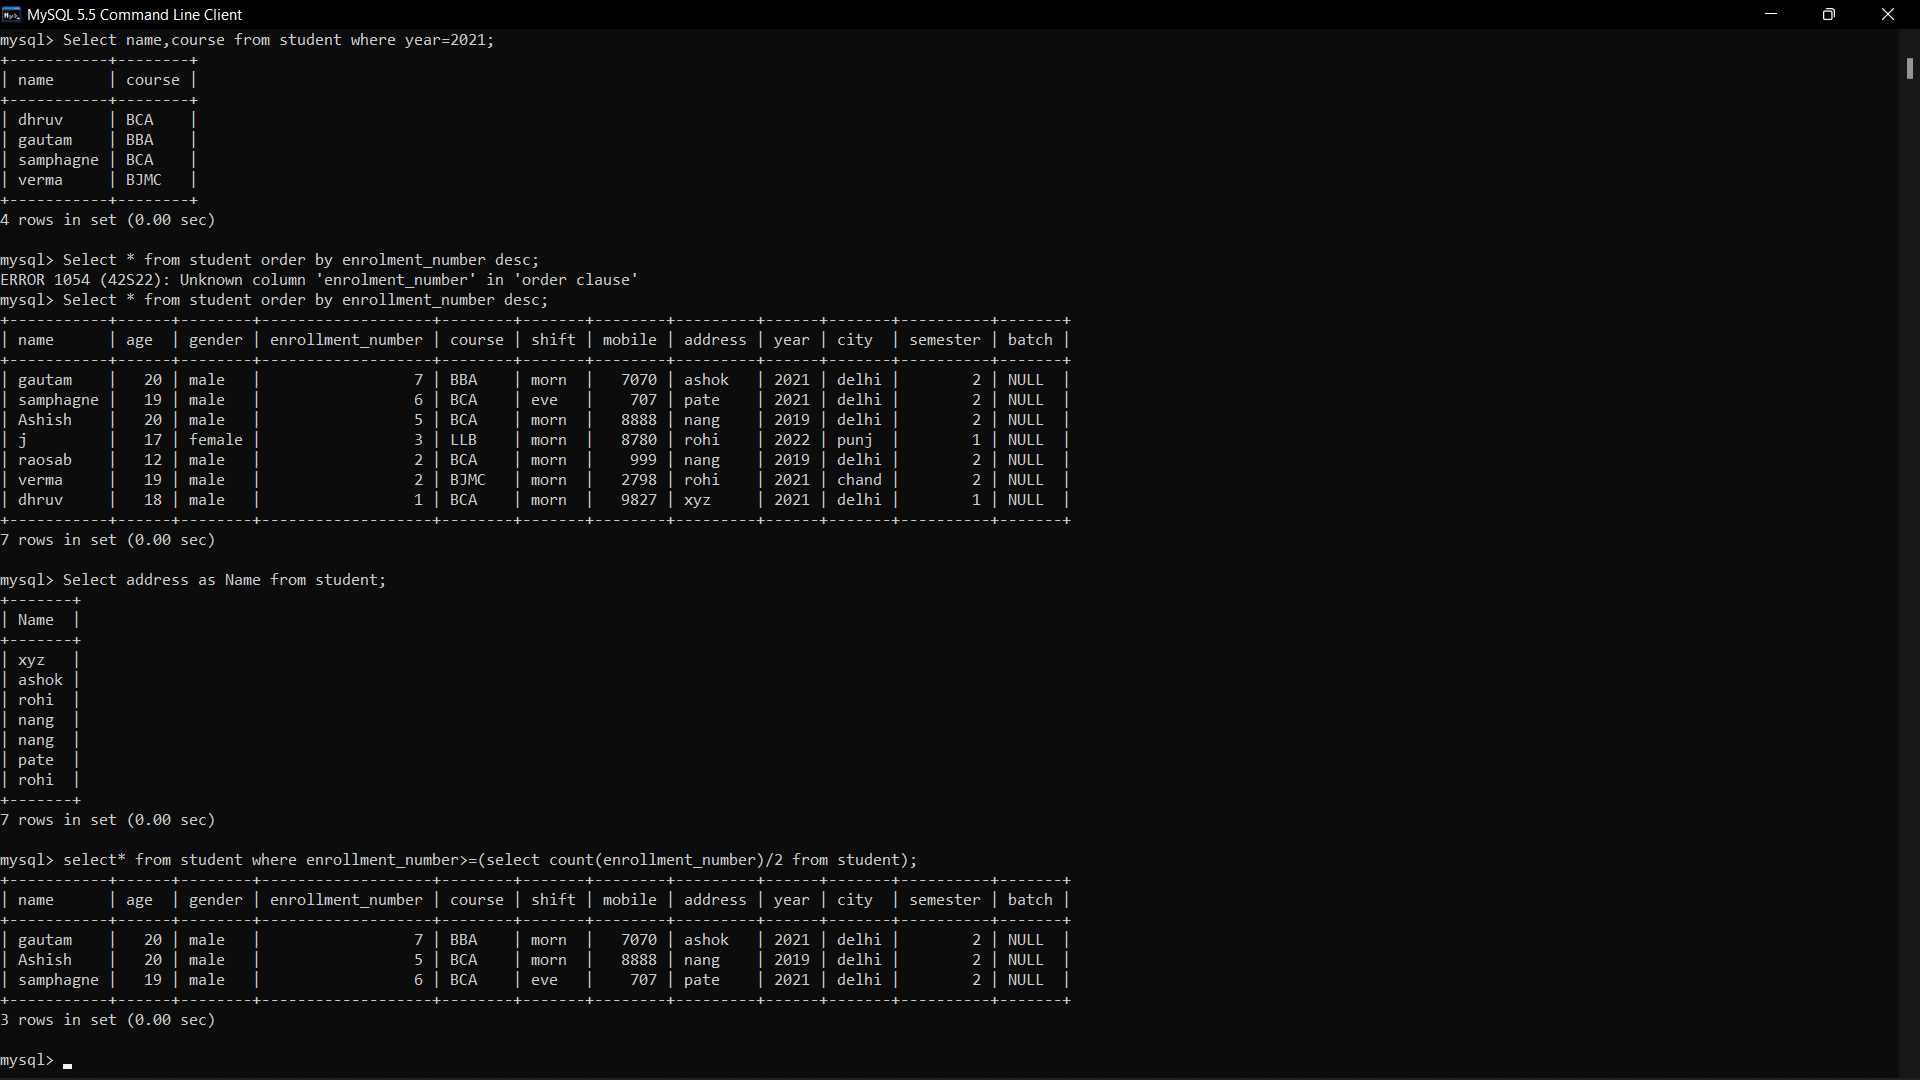 MySQL 5.5 Command Line Client
mysql> Select name,course from student where year=2021;
+-----------+--------+
| name      | course |
+-----------+--------+
| dhruv     | BCA    |
| gautam    | BBA    |
| samphagne | BCA    |
| verma     | BJMC   |
+-----------+--------+
4 rows in set (0.00 sec)
mysql> Select * from student order by enrolment_number desc;
ERROR 1054 (42S22): Unknown column 'enrolment_number' in 'order clause'
mysql> Select * from student order by enrollment_number desc;
+-----------+------+--------+-------------------+--------+-------+--------+---------+------+-------+----------+-------+
| name      | age  | gender | enrollment_number | course | shift | mobile | address | year | city  | semester | batch |
+-----------+------+--------+-------------------+--------+-------+--------+---------+------+-------+----------+-------+
| gautam    |   20 | male   |                 7 | BBA    | morn  |   7070 | ashok   | 2021 | delhi |        2 | NULL  |
| samphagne |   19 | male   |                 6 | BCA    | eve   |    707 | pate    | 2021 | delhi |        2 | NULL  |
| Ashish    |   20 | male   |                 5 | BCA    | morn  |   8888 | nang    | 2019 | delhi |        2 | NULL  |
| j         |   17 | female |                 3 | LLB    | morn  |   8780 | rohi    | 2022 | punj  |        1 | NULL  |
| raosab    |   12 | male   |                 2 | BCA    | morn  |    999 | nang    | 2019 | delhi |        2 | NULL  |
| verma     |   19 | male   |                 2 | BJMC   | morn  |   2798 | rohi    | 2021 | chand |        2 | NULL  |
| dhruv     |   18 | male   |                 1 | BCA    | morn  |   9827 | xyz     | 2021 | delhi |        1 | NULL  |
+-----------+------+--------+-------------------+--------+-------+--------+---------+------+-------+----------+-------+
7 rows in set (0.00 sec)
mysql> Select address as Name from student;
+-------+
| Name  |
+-------+
| xyz   |
| ashok |
| rohi  |
| nang  |
| nang  |
| pate  |
| rohi  |
+-------+
7 rows in set (0.00 sec)
mysql> select* from student where enrollment_number>=(select count(enrollment_number)/2 from student);
+-----------+------+--------+-------------------+--------+-------+--------+---------+------+-------+----------+-------+
| name      | age  | gender | enrollment_number | course | shift | mobile | address | year | city  | semester | batch |
+-----------+------+--------+-------------------+--------+-------+--------+---------+------+-------+----------+-------+
| gautam    |   20 | male   |                 7 | BBA    | morn  |   7070 | ashok   | 2021 | delhi |        2 | NULL  |
| Ashish    |   20 | male   |                 5 | BCA    | morn  |   8888 | nang    | 2019 | delhi |        2 | NULL  |
| samphagne |   19 | male   |                 6 | BCA    | eve   |    707 | pate    | 2021 | delhi |        2 | NULL  |
+-----------+------+--------+-------------------+--------+-------+--------+---------+------+-------+----------+-------+
3 rows in set (0.00 sec)
mysql>